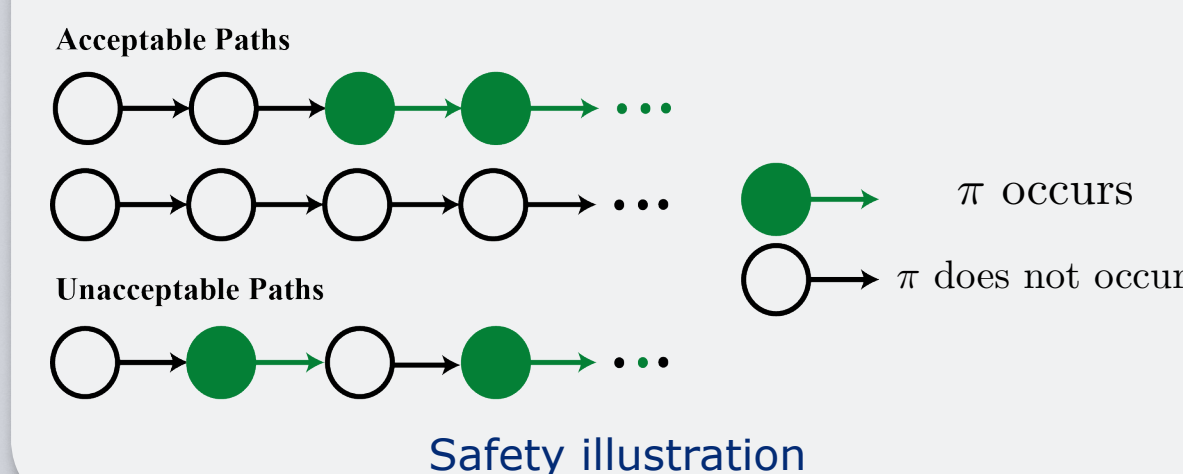 Acceptable Paths
π occurs
π does not occur
Unacceptable Paths
Safety illustration